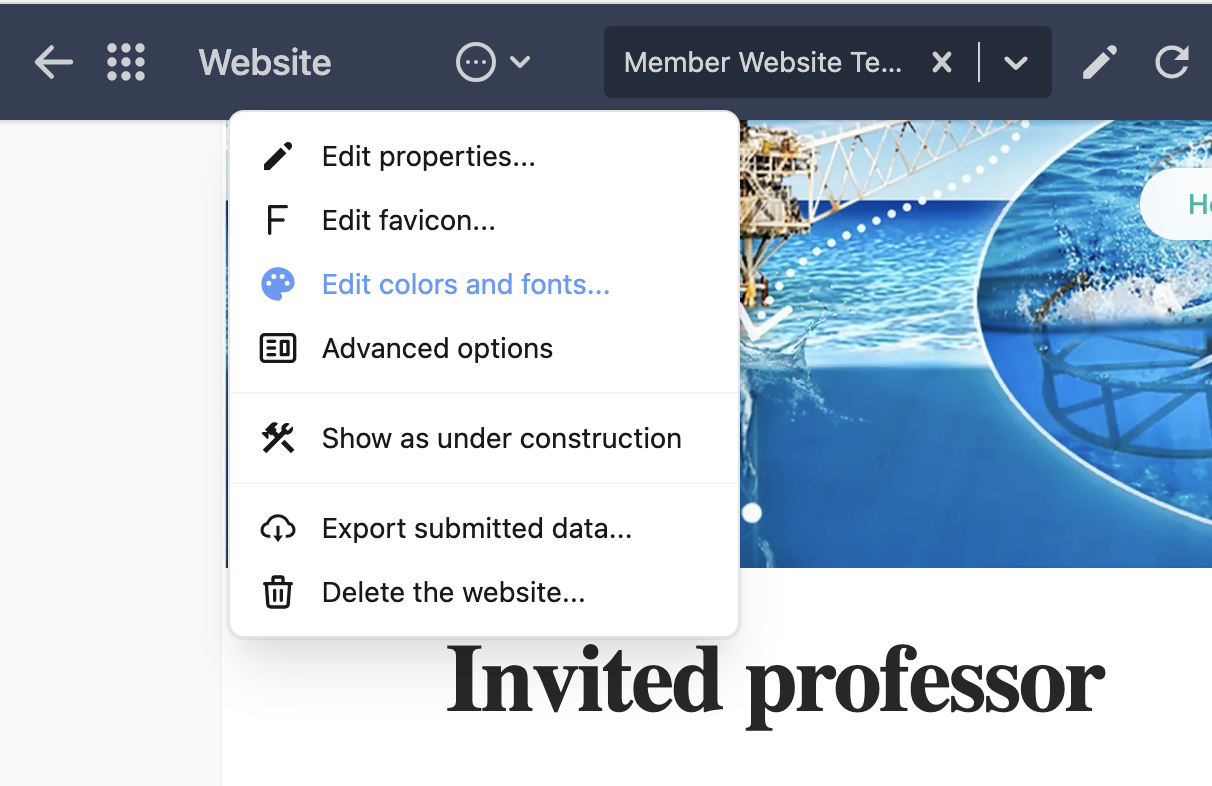 Website
Member Website Te...
Edit properties...
Edit favicon...
Edit colors and fonts...
Advanced options
Show as under construction
Export submitted data...
Delete the website...
Invited professor